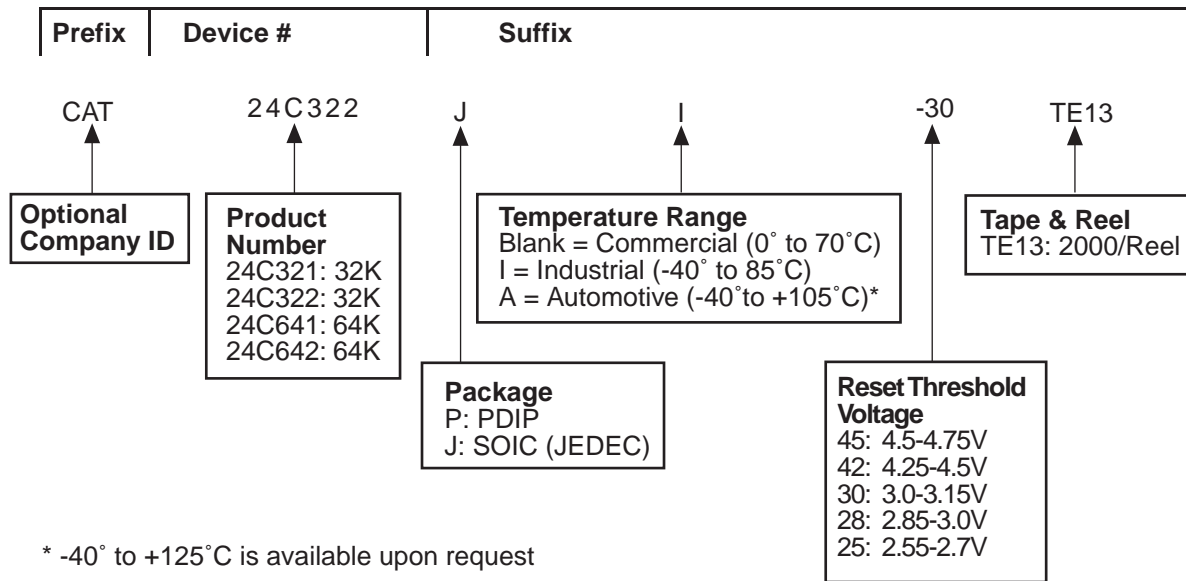 Prefix Device # Suffix
CAT 24C322 J I -30 TE13
Optional
Company ID
Product
Number
24C321: 32K
24C322: 32K
24C641: 64K
24C642: 64K
Package
P: PDIP
J: SOIC (JEDEC)
Temperature Range
Blank = Commercial (0˚ to 70˚C)
I = Industrial (-40˚ to 85˚C)
A = Automotive (-40˚to +105˚C)*
Reset Threshold
Voltage
45: 4.5-4.75V
42: 4.25-4.5V
30: 3.0-3.15V
28: 2.85-3.0V
25: 2.55-2.7V
Tape & Reel
TE13: 2000/Reel
* -40˚ to +125˚C is available upon request